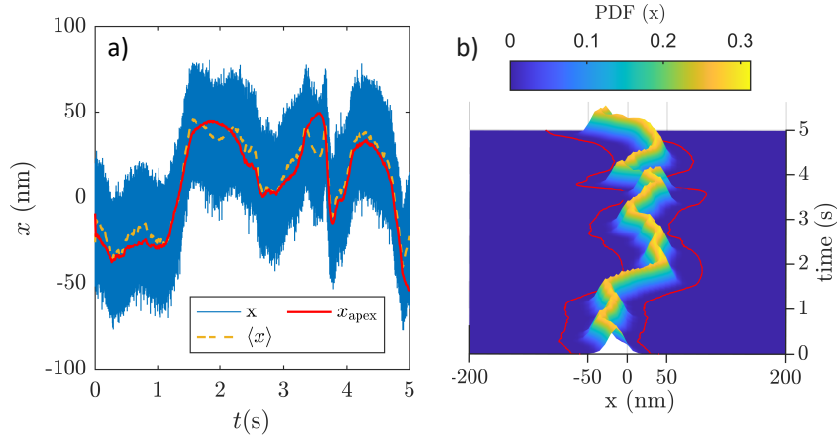 a)
100
50
0
-50
-100
x (nm)
x
x_apex
⟨x⟩
0 1 2 3 4 5
t(s)
b)
PDF (x)
0 0.1 0.2 0.3
5
4
3
2
1
0
time (s)
-200 -50 0 50 200
x (nm)